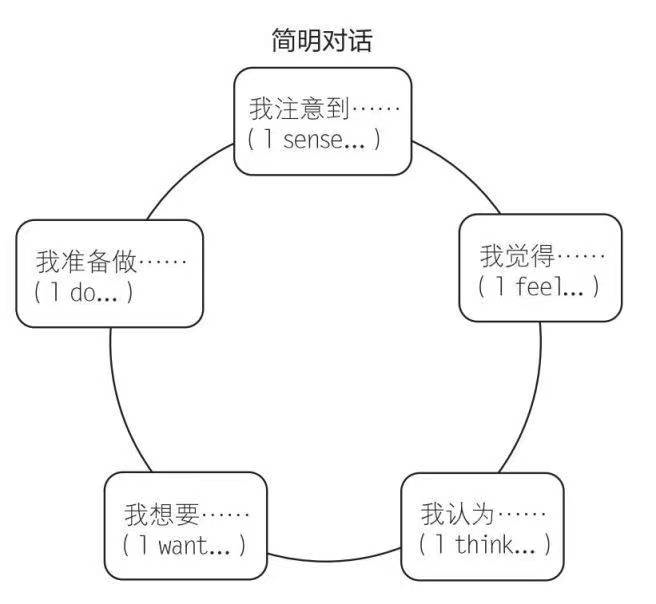 简明对话
我注意到……
( I sense... )
我准备做……
( I do... )
我觉得……
( I feel... )
我想要……
( I want... )
我认为……
( I think... )